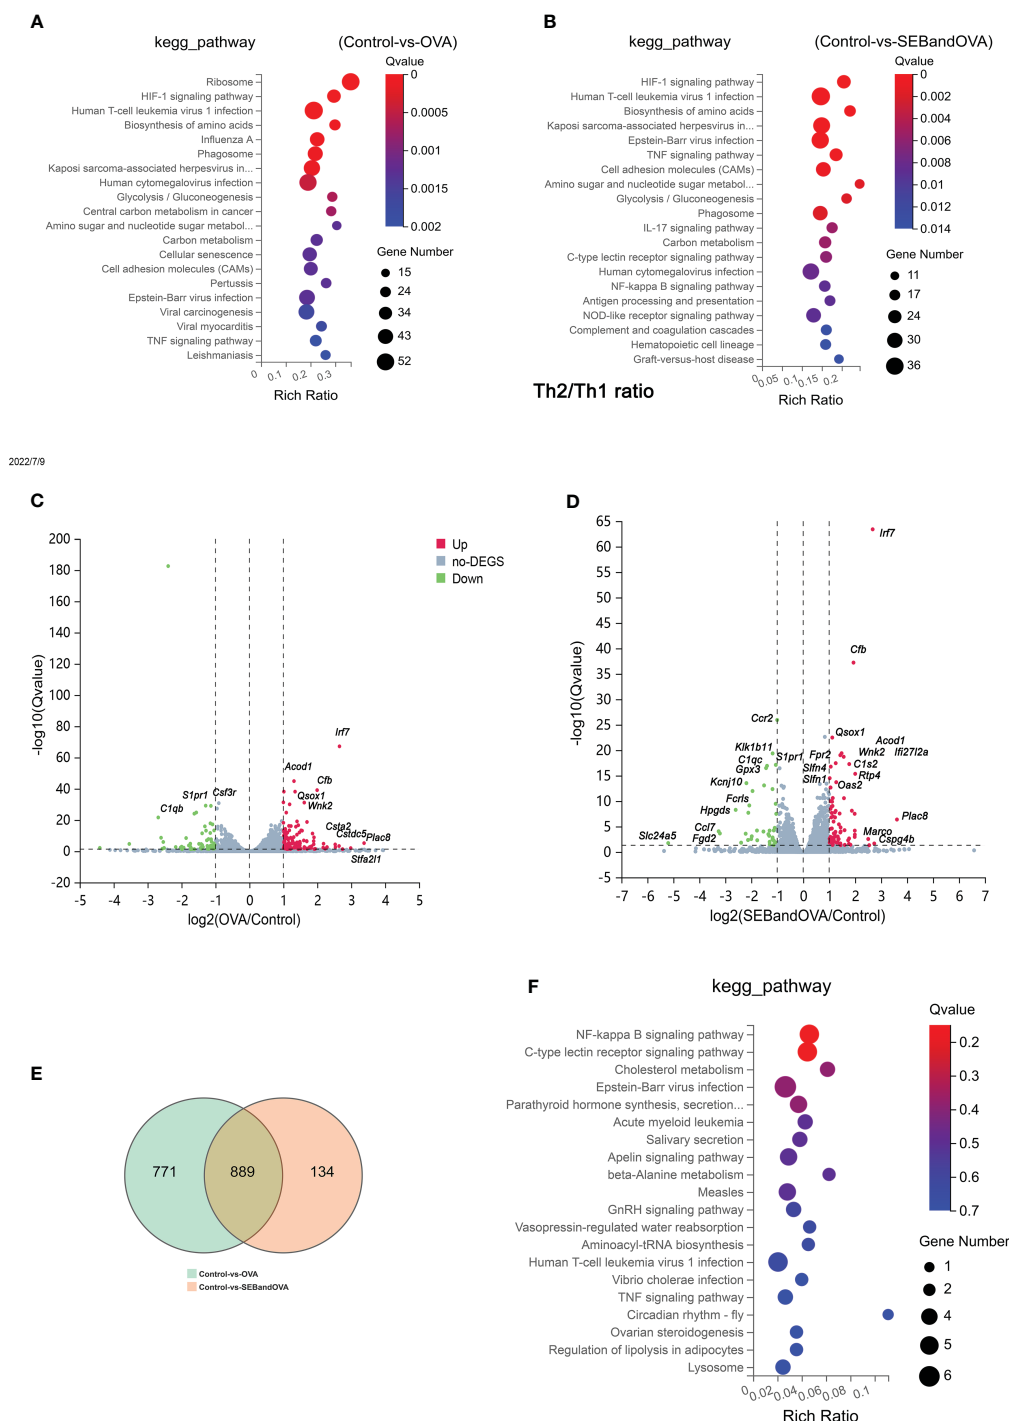 A
kegg_pathway
(Control-vs-OVA)
Qvalue
Ribosome
HIF-1 signaling pathway
Human T-cell leukemia virus 1 infection
Biosynthesis of amino acids
Influenza A
Phagosome
Kaposi sarcoma-associated herpesvirus in...
Human cytomegalovirus infection
Glycolysis / Gluconeogenesis
Central carbon metabolism in cancer
Amino sugar and nucleotide sugar metabol...
Carbon metabolism
Cellular senescence
Cell adhesion molecules (CAMs)
Pertussis
Epstein-Barr virus infection
Viral carcinogenesis
Viral myocarditis
TNF signaling pathway
Leishmaniasis
0
0.0005
0.001
0.0015
0.002
Gene Number
15
24
34
43
52
0 0.1 0.2 0.3
Rich Ratio
B
kegg_pathway
(Control-vs-SEBandOVA)
Qvalue
HIF-1 signaling pathway
Human T-cell leukemia virus 1 infection
Biosynthesis of amino acids
Kaposi sarcoma-associated herpesvirus in...
Epstein-Barr virus infection
TNF signaling pathway
Cell adhesion molecules (CAMs)
Amino sugar and nucleotide sugar metabol...
Glycolysis / Gluconeogenesis
Phagosome
IL-17 signaling pathway
Carbon metabolism
C-type lectin receptor signaling pathway
Human cytomegalovirus infection
NF-kappa B signaling pathway
Antigen processing and presentation
NOD-like receptor signaling pathway
Complement and coagulation cascades
Hematopoietic cell lineage
Graft-versus-host disease
0
0.002
0.004
0.006
0.008
0.01
0.012
0.014
Gene Number
11
17
24
30
36
0 0.05 0.1 0.15 0.2
Rich Ratio
Th2/Th1 ratio
2022/7/9
C
200
180
160
140
120
100
80
60
40
20
0
-20
-log10(Qvalue)
Irf7
Acod1
Cfb
S1pr1 Csf3r
Qsox1
C1qb
Wnk2
Csta2
Cstdc5 Plac8
Stfa2l1
-5 -4 -3 -2 -1 0 1 2 3 4 5
log2(OVA/Control)
Up
no-DEGS
Down
D
65
60
55
50
45
40
35
30
25
20
15
10
5
0
-5
-log10(Qvalue)
Irf7
Cfb
Ccr2
Qsox1
Acod1
Klk1b11
S1pr1 Fpr2
Wnk2 Ifi27l2a
C1qc
Slfn4
C1s2
Gpx3
Rtp4
Kcnj10
Slfn1
Oas2
Fcrls
Hpgds
Plac8
Ccl7
Marco
Slc24a5
Fgd2
Cspg4b
-7 -6 -5 -4 -3 -2 -1 0 1 2 3 4 5 6 7
log2(SEBandOVA/Control)
E
771 889 134
Control-vs-OVA
Control-vs-SEBandOVA
F
kegg_pathway
Qvalue
NF-kappa B signaling pathway
C-type lectin receptor signaling pathway
Cholesterol metabolism
Epstein-Barr virus infection
Parathyroid hormone synthesis, secretion...
Acute myeloid leukemia
Salivary secretion
Apelin signaling pathway
beta-Alanine metabolism
Measles
GnRH signaling pathway
Vasopressin-regulated water reabsorption
Aminoacyl-tRNA biosynthesis
Human T-cell leukemia virus 1 infection
Vibrio cholerae infection
TNF signaling pathway
Circadian rhythm - fly
Ovarian steroidogenesis
Regulation of lipolysis in adipocytes
Lysosome
0.2
0.3
0.4
0.5
0.6
0.7
Gene Number
1
2
4
5
6
0 0.02 0.04 0.06 0.08 0.1
Rich Ratio